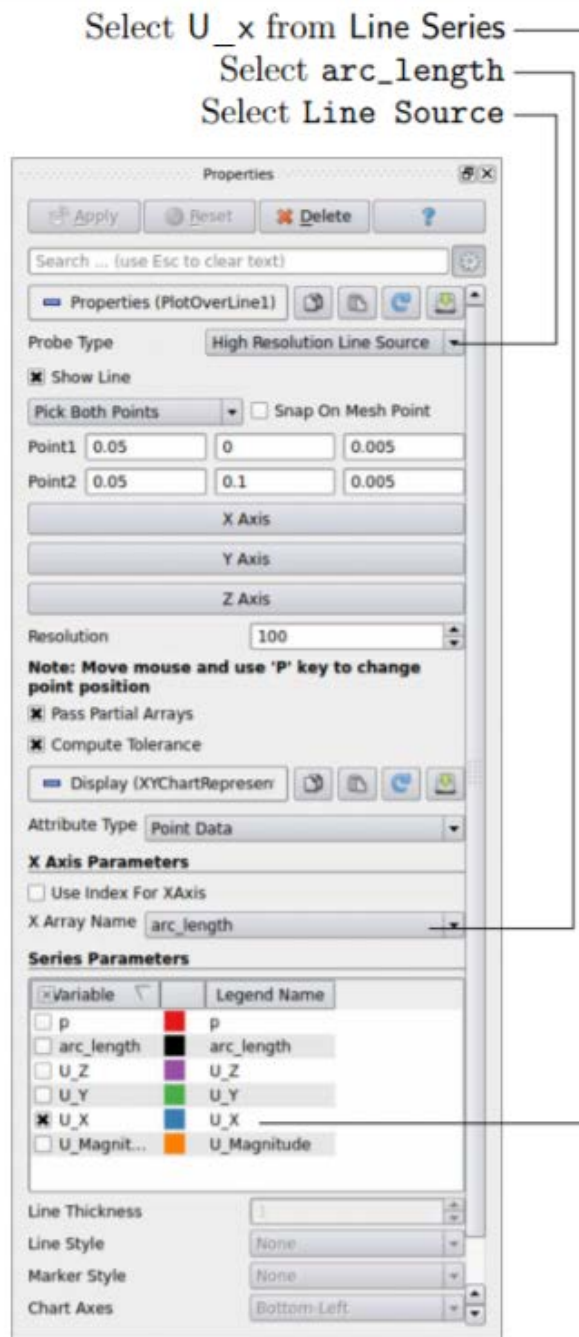 Select U_x from Line Series
Select arc_length
Select Line Source
Properties
Apply Reset Delete ?
Search ... (use Esc to clear text)
Properties (PlotOverLine1)
Probe Type High Resolution Line Source
Show Line
Pick Both Points Snap On Mesh Point
Point1 0.05 0 0.005
Point2 0.05 0.1 0.005
X Axis
Y Axis
Z Axis
Resolution 100
Note: Move mouse and use 'P' key to change
point position
Pass Partial Arrays
Compute Tolerance
Display (XYChartRepresen
Attribute Type Point Data
X Axis Parameters
Use Index For XAxis
X Array Name arc_length
Series Parameters
Variable Legend Name
p p
arc_length arc_length
U_Z U_Z
U_Y U_Y
U_X U_X
U_Magnit... U_Magnitude
Line Thickness 1
Line Style None
Marker Style None
Chart Axes Bottom-Left